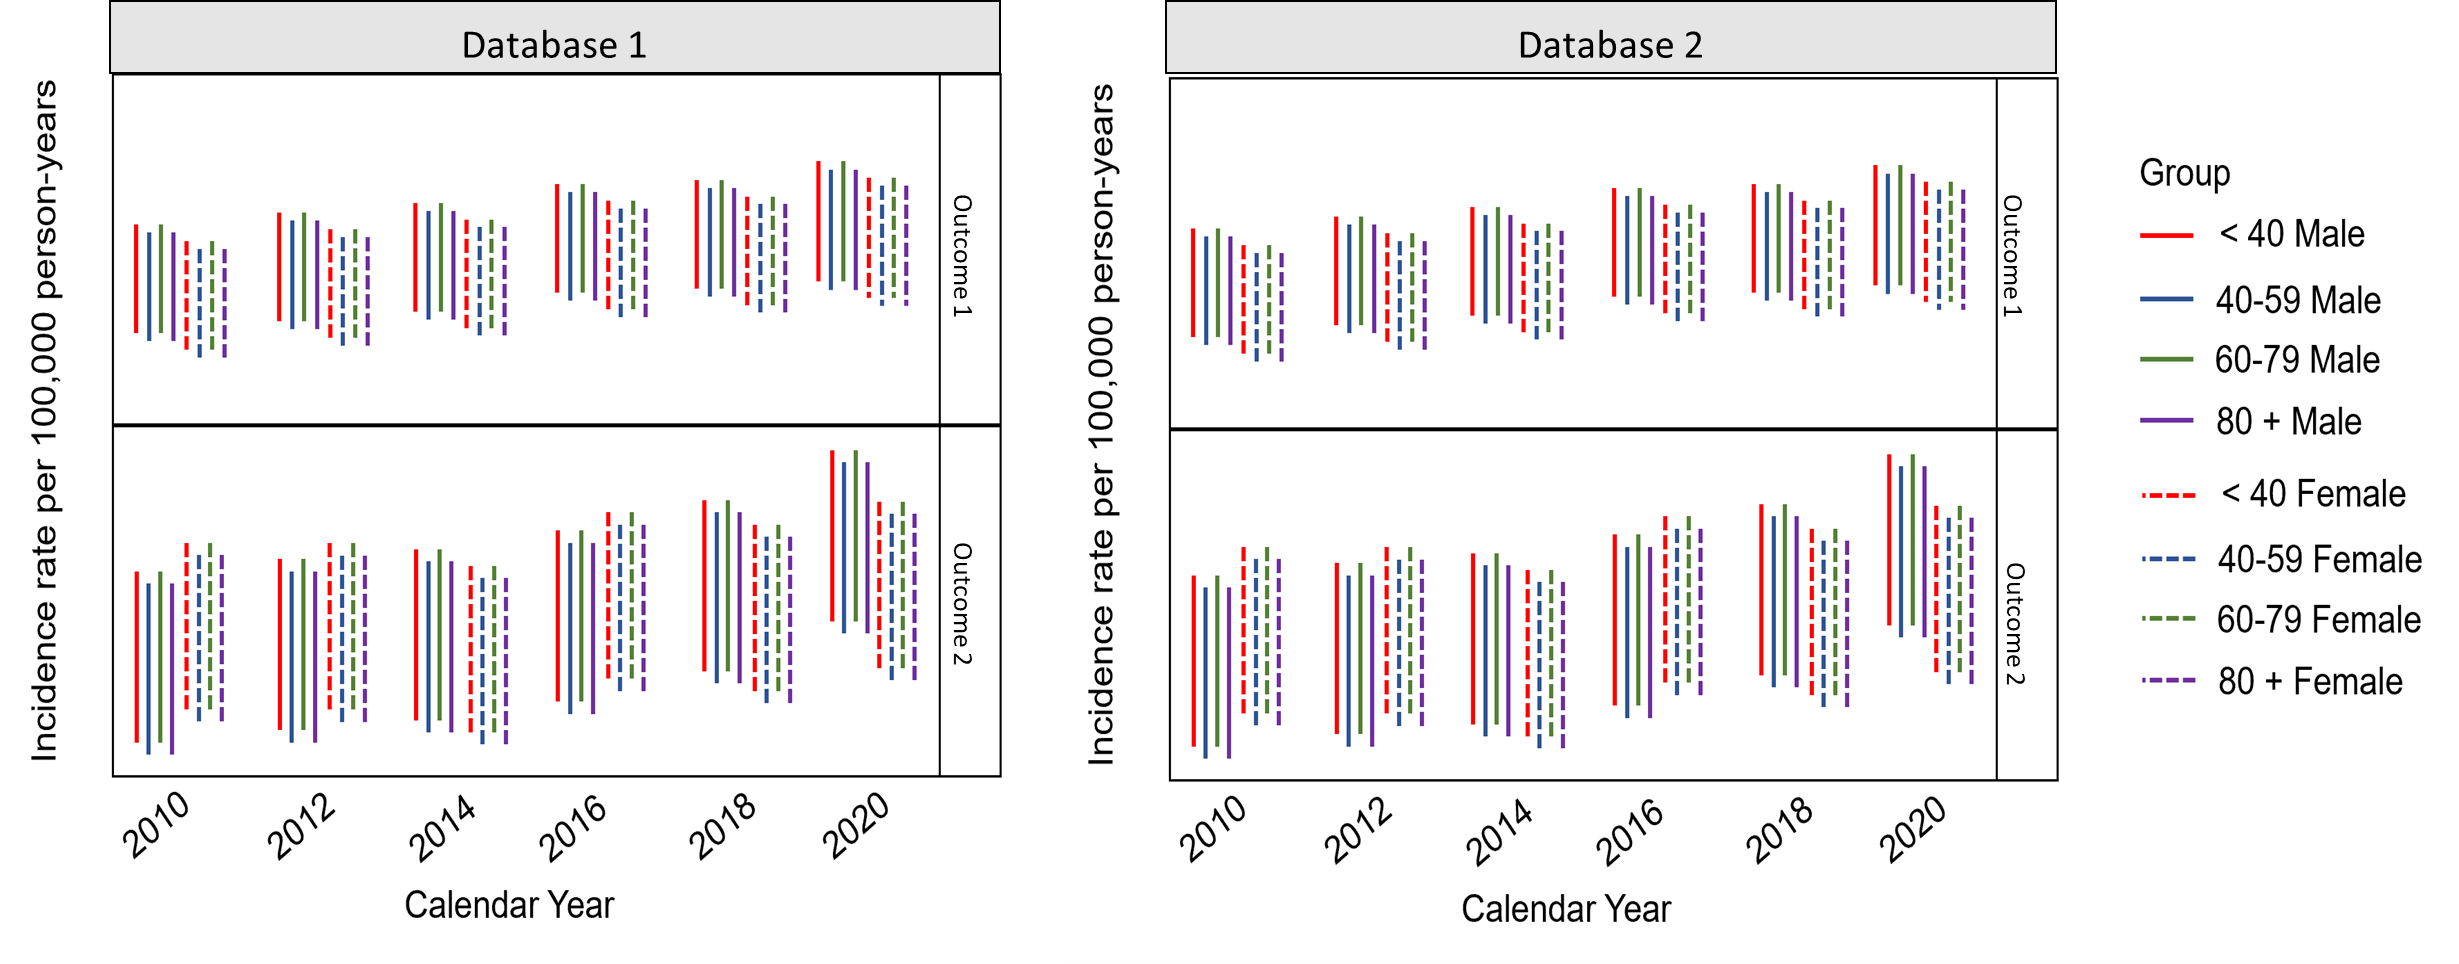 Database 1
Incidence rate per 100,000 person-years
Outcome 1
Outcome 2
2010
2012
2014
2016
2018
2020
Calendar Year
Database 2
Incidence rate per 100,000 person-years
Outcome 1
Outcome 2
2010
2012
2014
2016
2018
2020
Calendar Year
Group
< 40 Male
40-59 Male
60-79 Male
80 + Male
< 40 Female
40-59 Female
60-79 Female
80 + Female